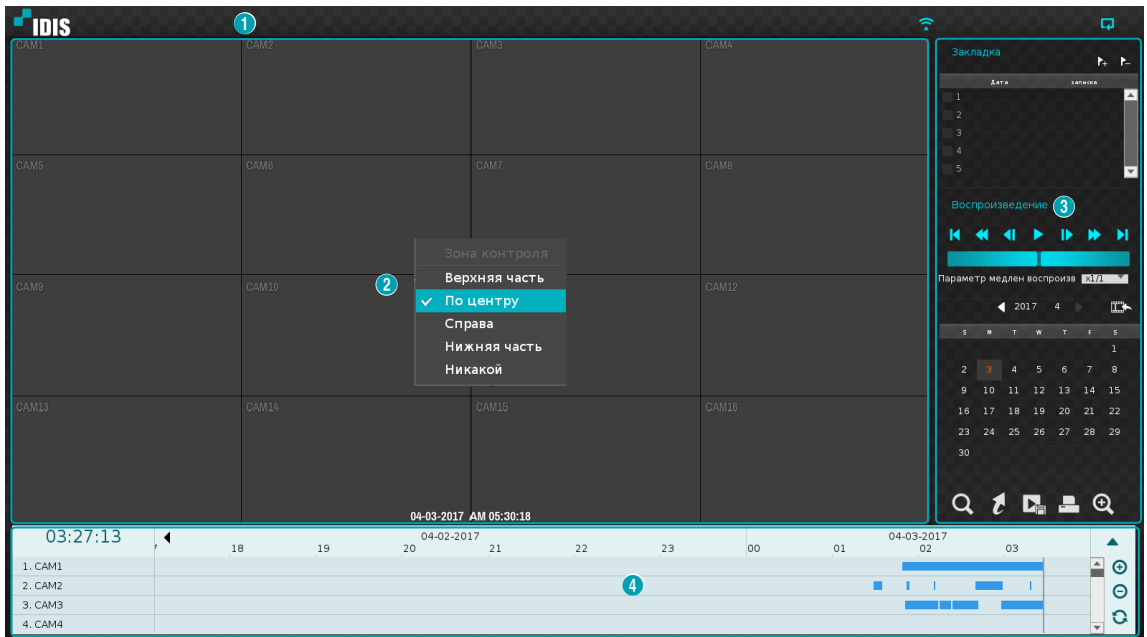 IDIS
1
CAM1 CAM2 CAM3 CAM4
CAM5 CAM6 CAM7 CAM8
CAM9 CAM10 CAM12
CAM13 CAM14 CAM15 CAM16
2
Зона контроля
Верхняя часть
По центру
Справа
Нижняя часть
Никакой
04-03-2017 AM 05:30:18
Закладка
Дата записка
1
2
3
4
5
Воспроизведение 3
Параметр медлен воспроизв x1/1
2017 4
S M T W T F S
1
2 3 4 5 6 7 8
9 10 11 12 13 14 15
16 17 18 19 20 21 22
23 24 25 26 27 28 29
30
03:27:13 04-02-2017 04-03-2017
18 19 20 21 22 23 00 01 02 03
1. CAM1
2. CAM2 4
3. CAM3
4. CAM4